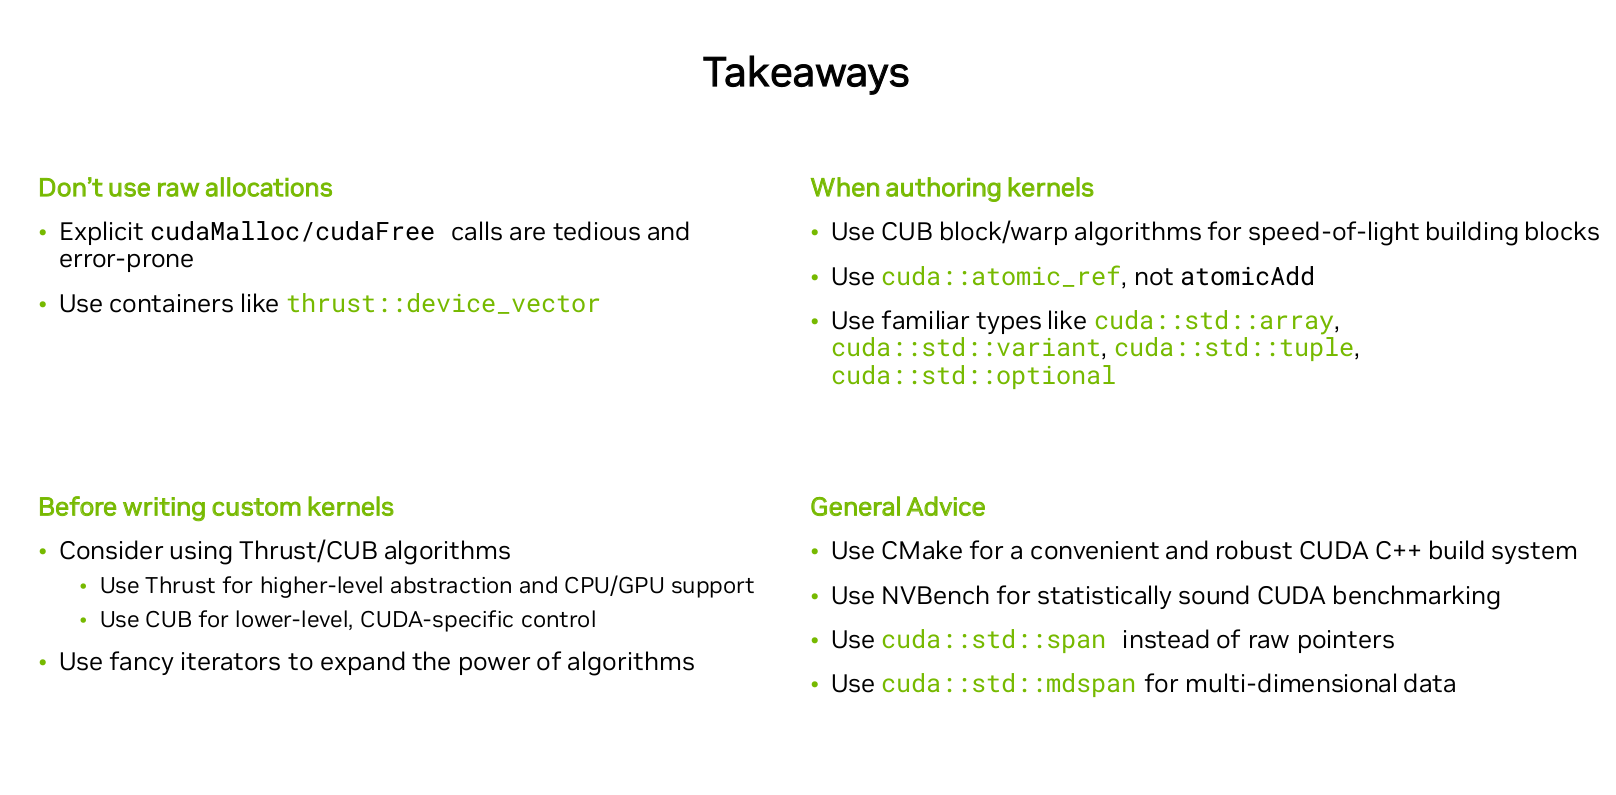 Takeaways
Don’t use raw allocations
• Explicit cudaMalloc/cudaFree calls are tedious and
error-prone
• Use containers like thrust::device_vector
When authoring kernels
• Use CUB block/warp algorithms for speed-of-light building blocks
• Use cuda::atomic_ref, not atomicAdd
• Use familiar types like cuda::std::array,
cuda::std::variant, cuda::std::tuple,
cuda::std::optional
Before writing custom kernels
• Consider using Thrust/CUB algorithms
• Use Thrust for higher-level abstraction and CPU/GPU support
• Use CUB for lower-level, CUDA-specific control
• Use fancy iterators to expand the power of algorithms
General Advice
• Use CMake for a convenient and robust CUDA C++ build system
• Use NVBench for statistically sound CUDA benchmarking
• Use cuda::std::span instead of raw pointers
• Use cuda::std::mdspan for multi-dimensional data